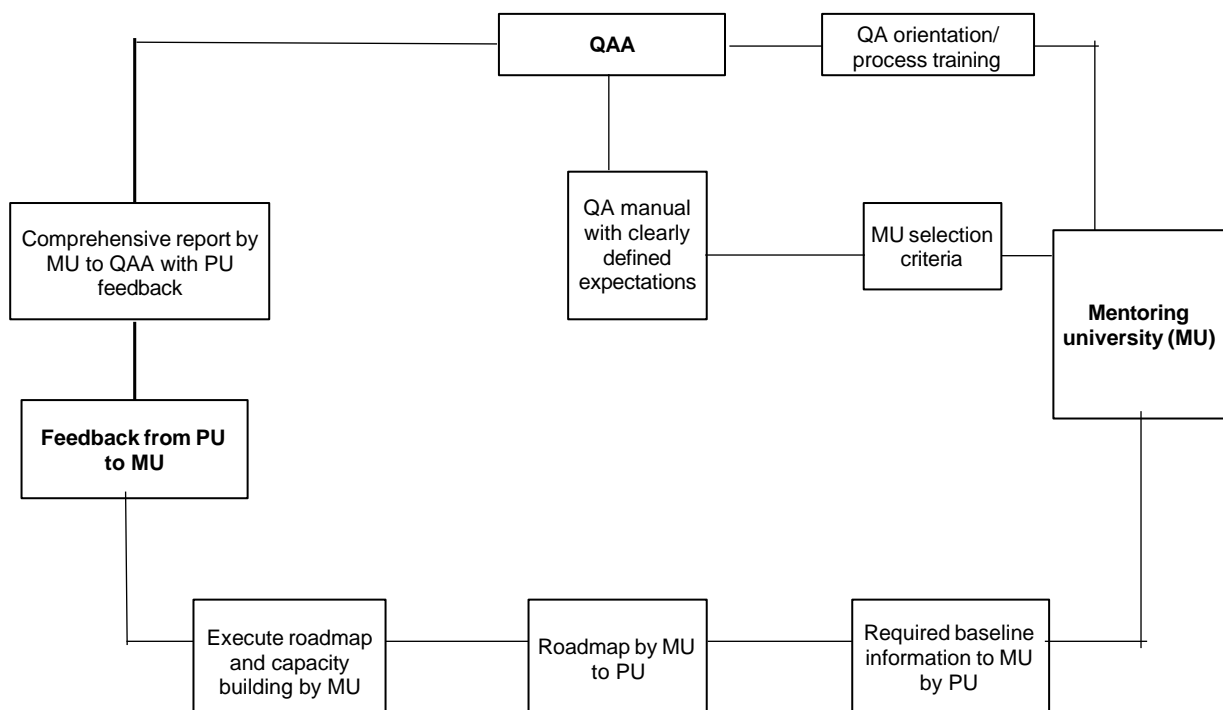 QAA
QA orientation/
process training
QA manual
with clearly
defined
expectations
MU selection
criteria
Comprehensive report by
MU to QAA with PU
feedback
Mentoring
university (MU)
Feedback from PU
to MU
Execute roadmap
and capacity
building by MU
Roadmap by MU
to PU
Required baseline
information to MU
by PU